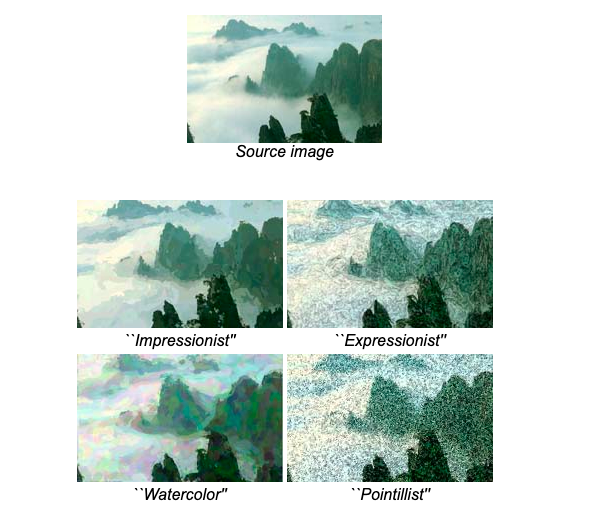 Source image
``Impressionist''
``Expressionist''
``Watercolor''
``Pointillist''